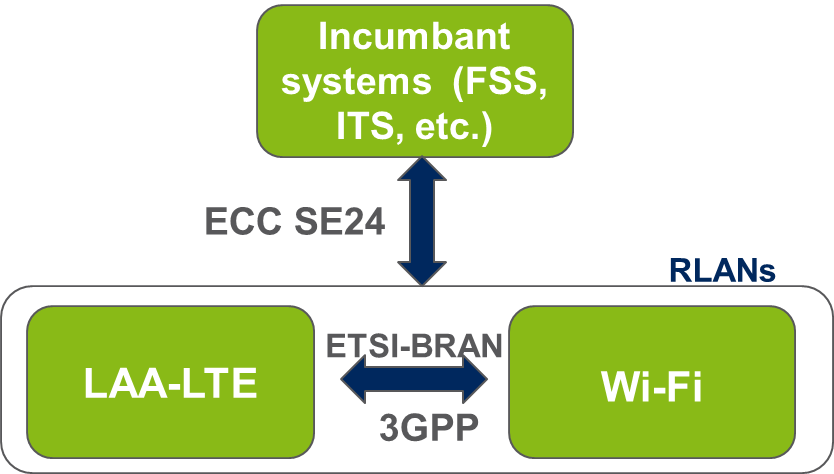 Incumbant
systems (FSS,
ITS, etc.)
ECC SE24
RLANs
LAA-LTE
ETSI-BRAN
3GPP
Wi-Fi